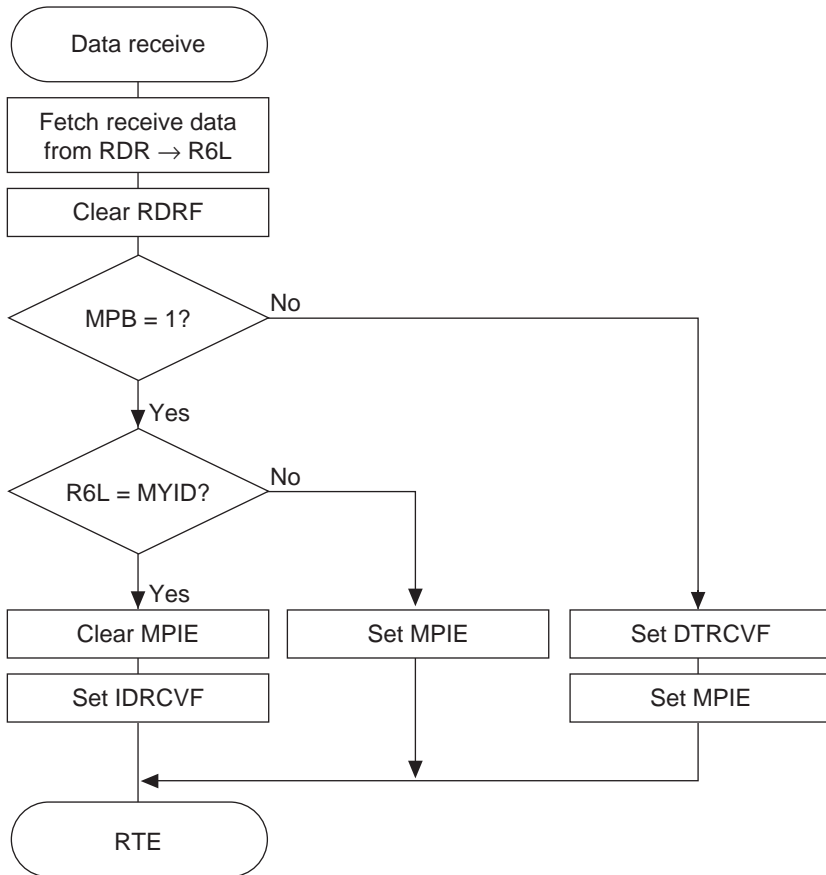 Data receive
Fetch receive data
from RDR → R6L
Clear RDRF
MPB = 1?
No
Yes
R6L = MYID?
No
Yes
Clear MPIE
Set MPIE
Set DTRCVF
Set IDRCVF
Set MPIE
RTE